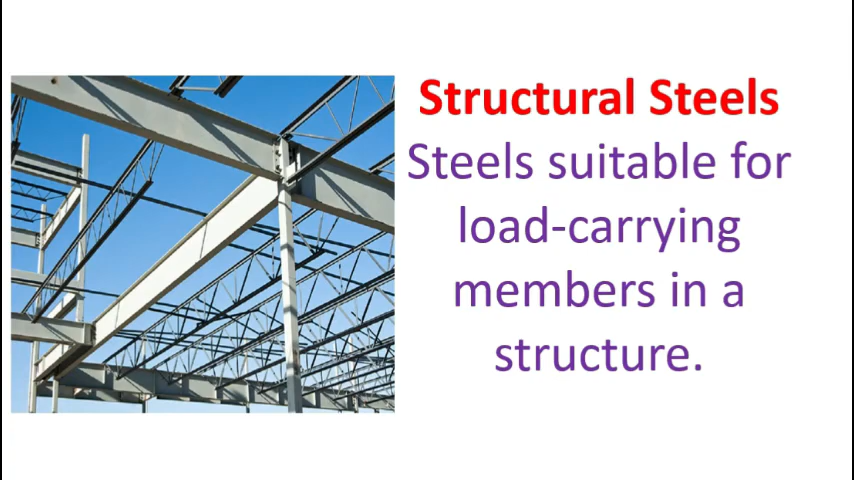 Structural Steels
Steels suitable for
load-carrying
members in a
structure.